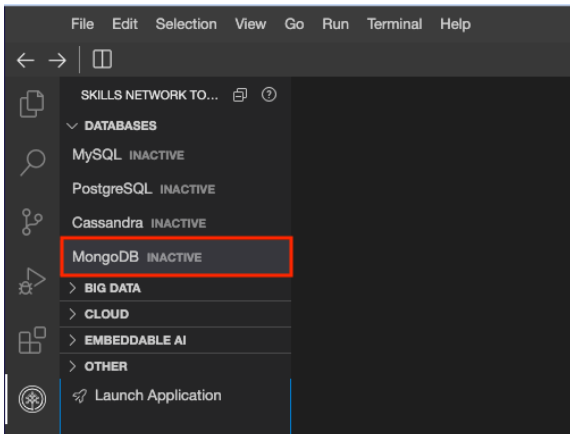 File Edit Selection View Go Run Terminal Help
SKILLS NETWORK TO...
DATABASES
MySQL INACTIVE
PostgreSQL INACTIVE
Cassandra INACTIVE
MongoDB INACTIVE
BIG DATA
CLOUD
EMBEDDABLE AI
OTHER
Launch Application